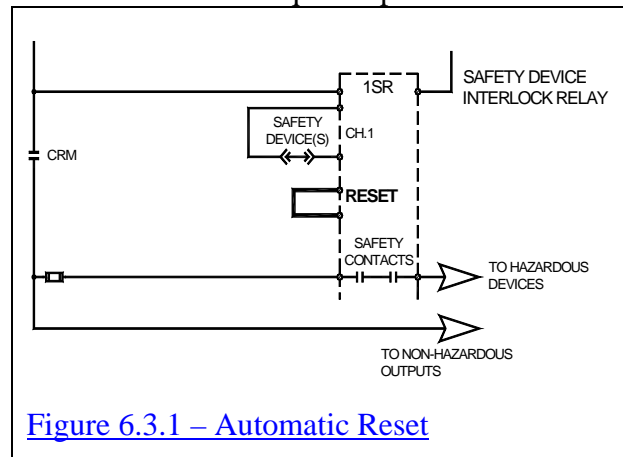 1SR
SAFETY DEVICE
INTERLOCK RELAY
SAFETY
DEVICE(S)
CH.1
CRM
RESET
SAFETY
CONTACTS
TO HAZARDOUS
DEVICES
TO NON-HAZARDOUS
OUTPUTS
Figure 6.3.1 – Automatic Reset